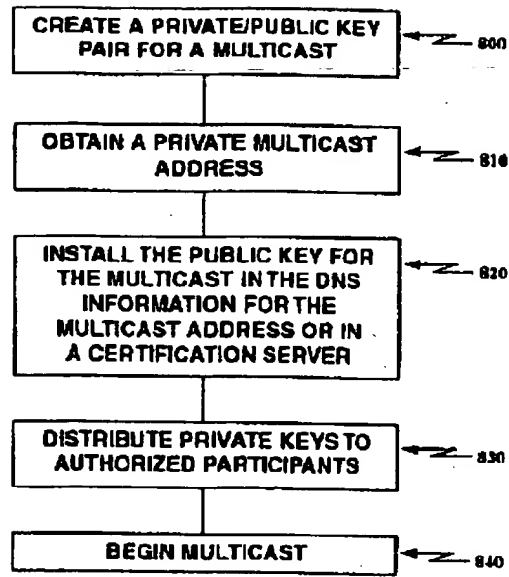 CREATE A PRIVATE/PUBLIC KEY
PAIR FOR A MULTICAST
800
OBTAIN A PRIVATE MULTICAST
ADDRESS
810
INSTALL THE PUBLIC KEY FOR
THE MULTICAST IN THE DNS
INFORMATION FOR THE
MULTICAST ADDRESS OR IN
A CERTIFICATION SERVER
820
DISTRIBUTE PRIVATE KEYS TO
AUTHORIZED PARTICIPANTS
830
BEGIN MULTICAST
840